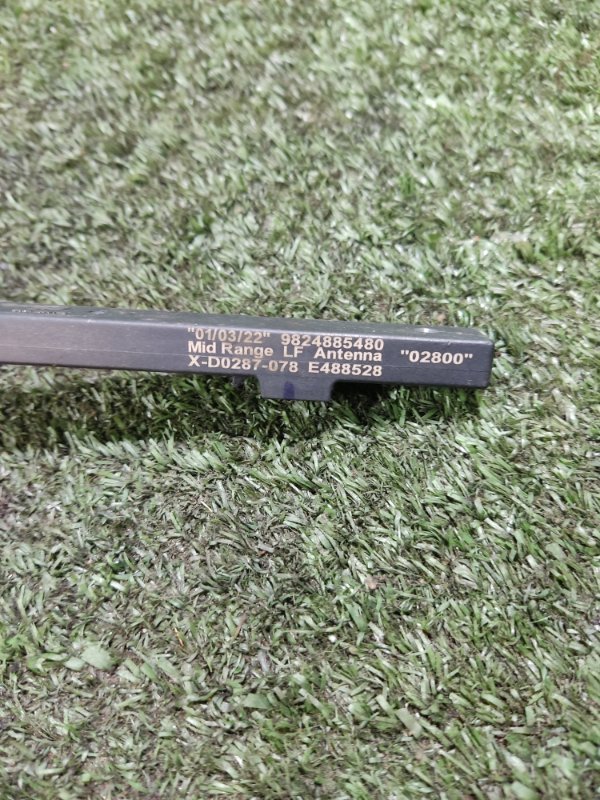 "01/03/22" 9824885480
Mid Range LF Antenna "02800"
X-D0287-078 E488528